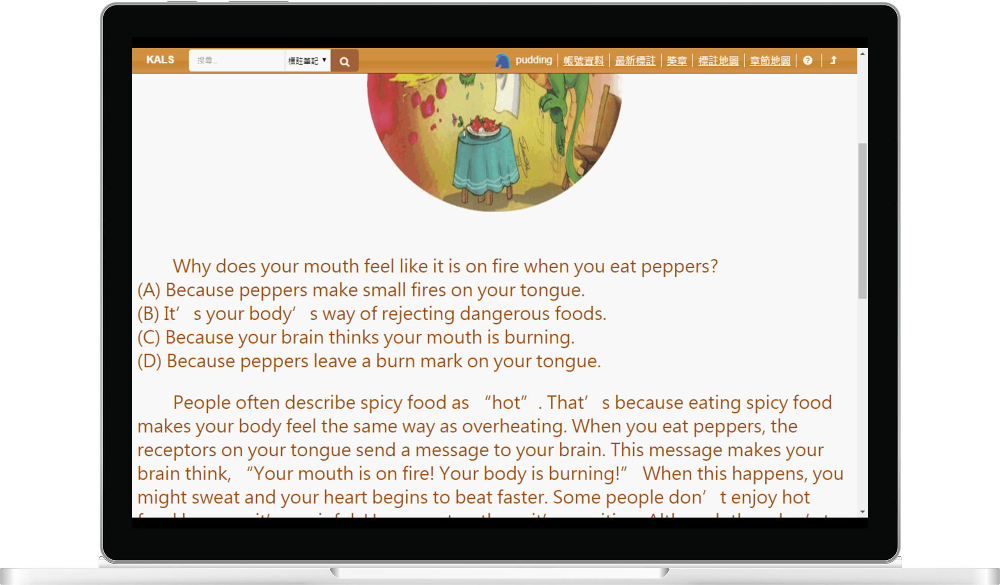 KALS 搜尋... 標註筆記 pudding 帳號資料 最新標註 獎章 標註地圖 章節地圖
Why does your mouth feel like it is on fire when you eat peppers?
(A) Because peppers make small fires on your tongue.
(B) It’s your body’s way of rejecting dangerous foods.
(C) Because your brain thinks your mouth is burning.
(D) Because peppers leave a burn mark on your tongue.
People often describe spicy food as “hot”. That’s because eating spicy food
makes your body feel the same way as overheating. When you eat peppers, the
receptors on your tongue send a message to your brain. This message makes your
brain think, “Your mouth is on fire! Your body is burning!” When this happens, you
might sweat and your heart begins to beat faster. Some people don’t enjoy hot